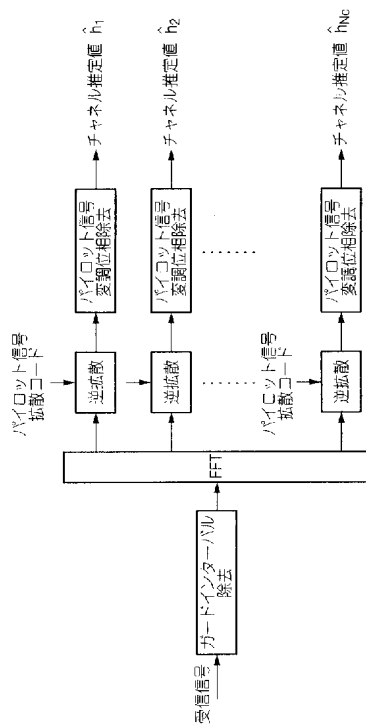 受信信号
ガードインターバル
除去
FFT
パイロット信号
拡散コード
逆拡散
パイロット信号
変調位相除去
チャネル推定値 ĥ1
逆拡散
パイロット信号
変調位相除去
チャネル推定値 ĥ2
パイロット信号
拡散コード
逆拡散
パイロット信号
変調位相除去
チャネル推定値 ĥNc